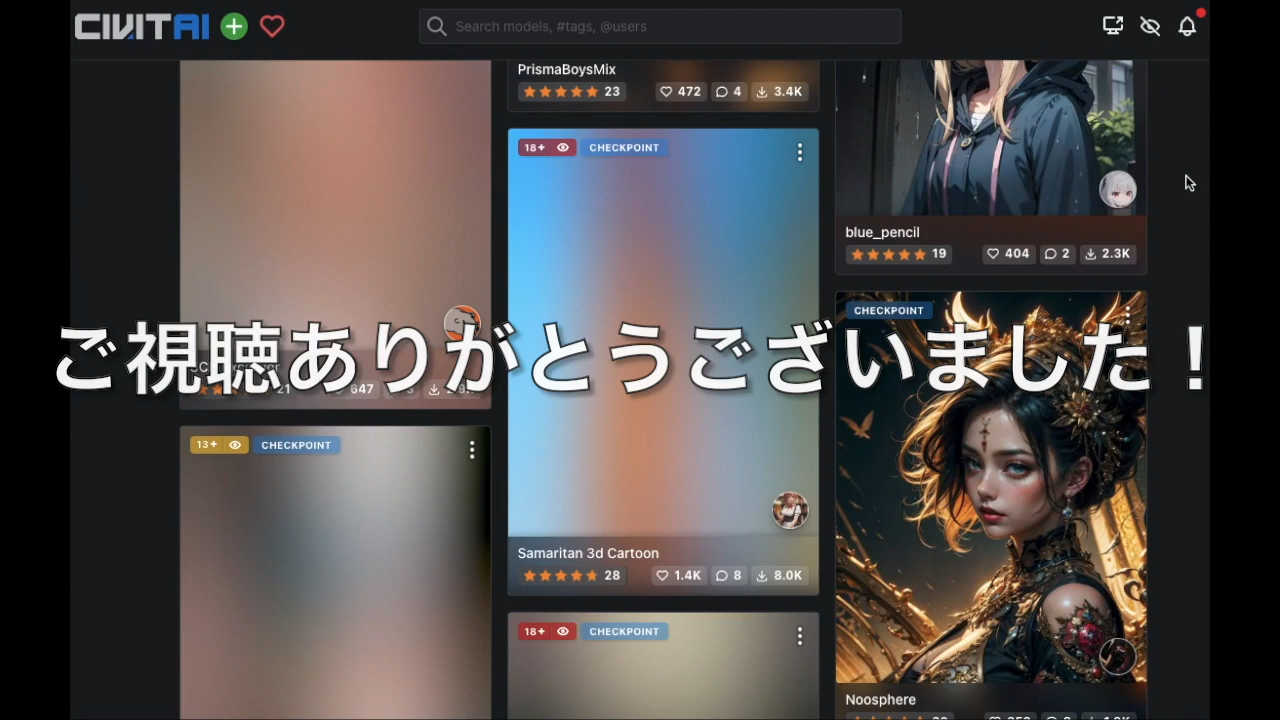 CIVITAI
Search models, #tags, @users
PrismaBoysMix
23 472 4 3.4K
18+ CHECKPOINT
blue_pencil
19 404 2 2.3K
CHECKPOINT
ご視聴ありがとうございました！
21 647
13+ CHECKPOINT
Samaritan 3d Cartoon
28 1.4K 8 8.0K
18+ CHECKPOINT
Noosphere